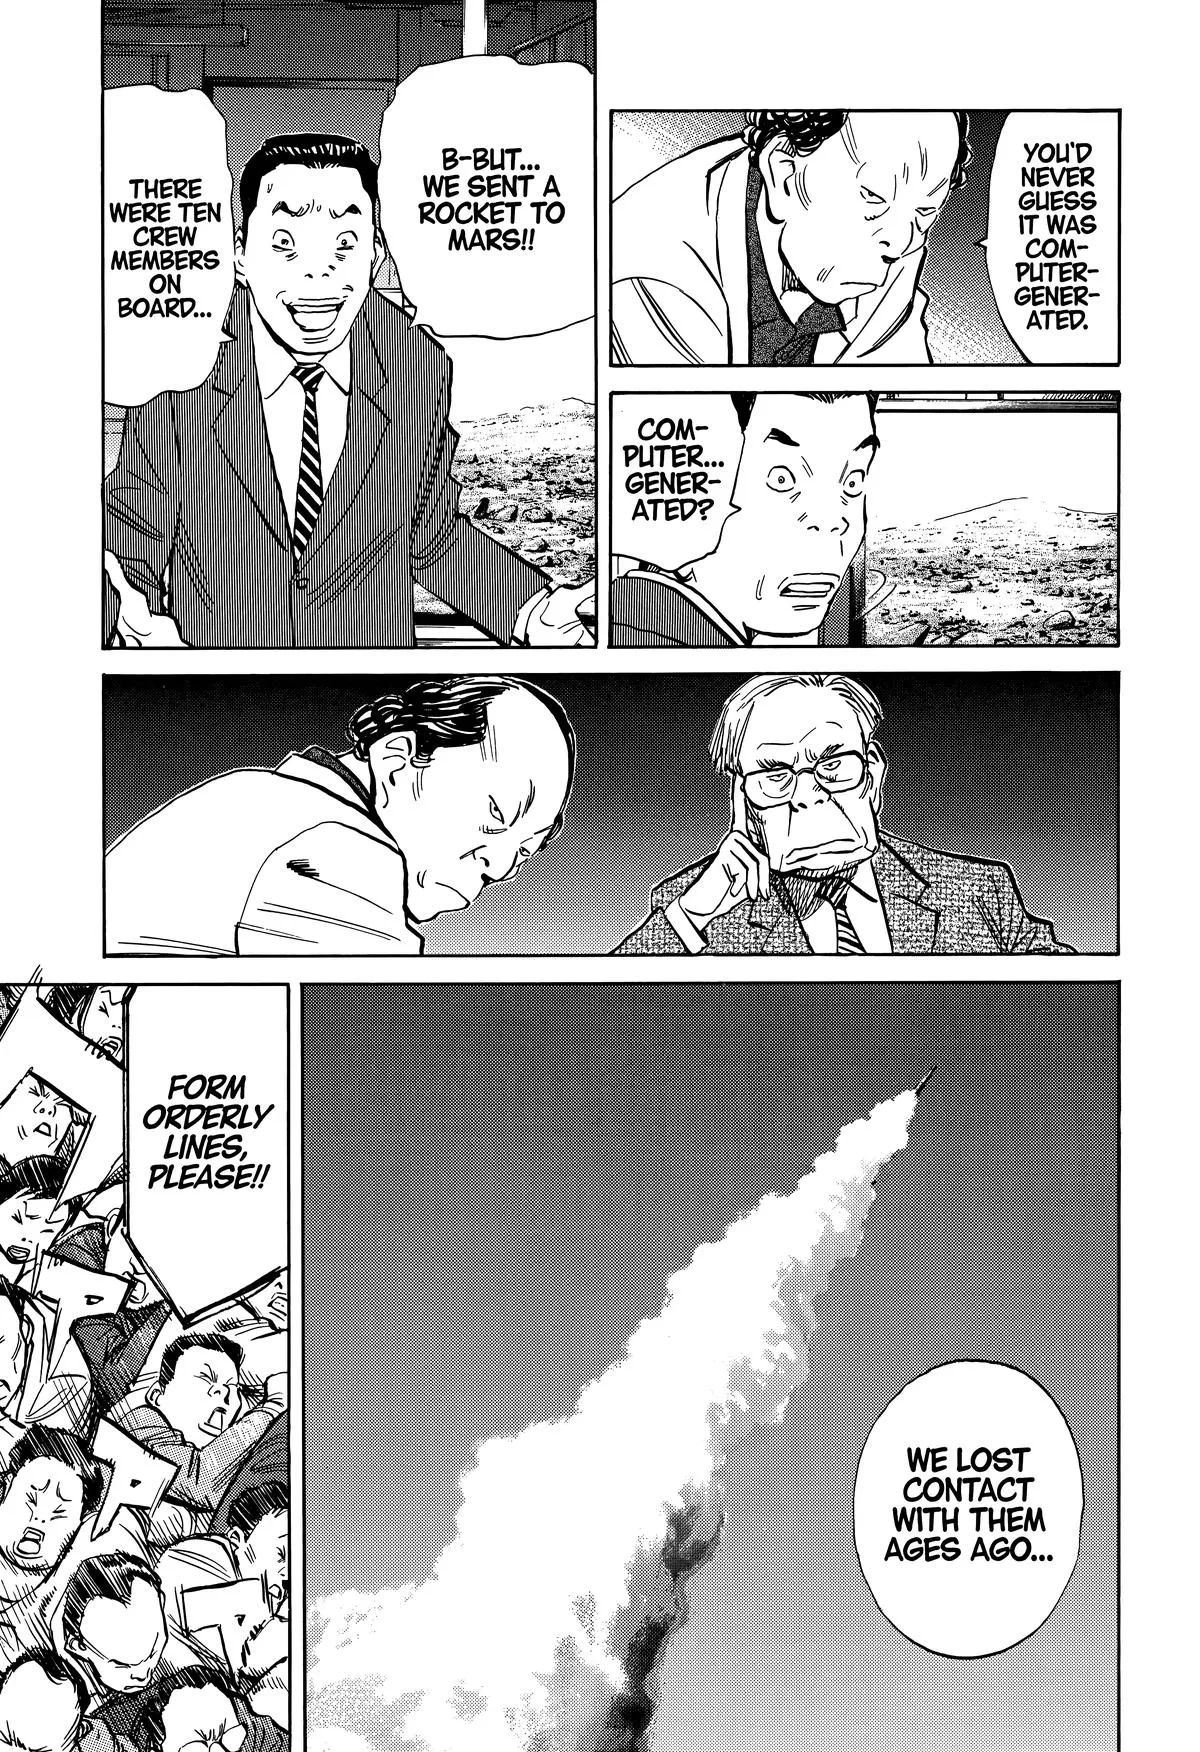 YOU'D
NEVER
GUESS
IT WAS
COM-
PUTER-
GENER-
ATED.
COM-
PUTER...
GENER-
ATED?
B-BUT...
WE SENT A
ROCKET TO
MARS!!
THERE
WERE TEN
CREW
MEMBERS
ON
BOARD...
WE LOST
CONTACT
WITH THEM
AGES AGO...
FORM
ORDERLY
LINES,
PLEASE!!